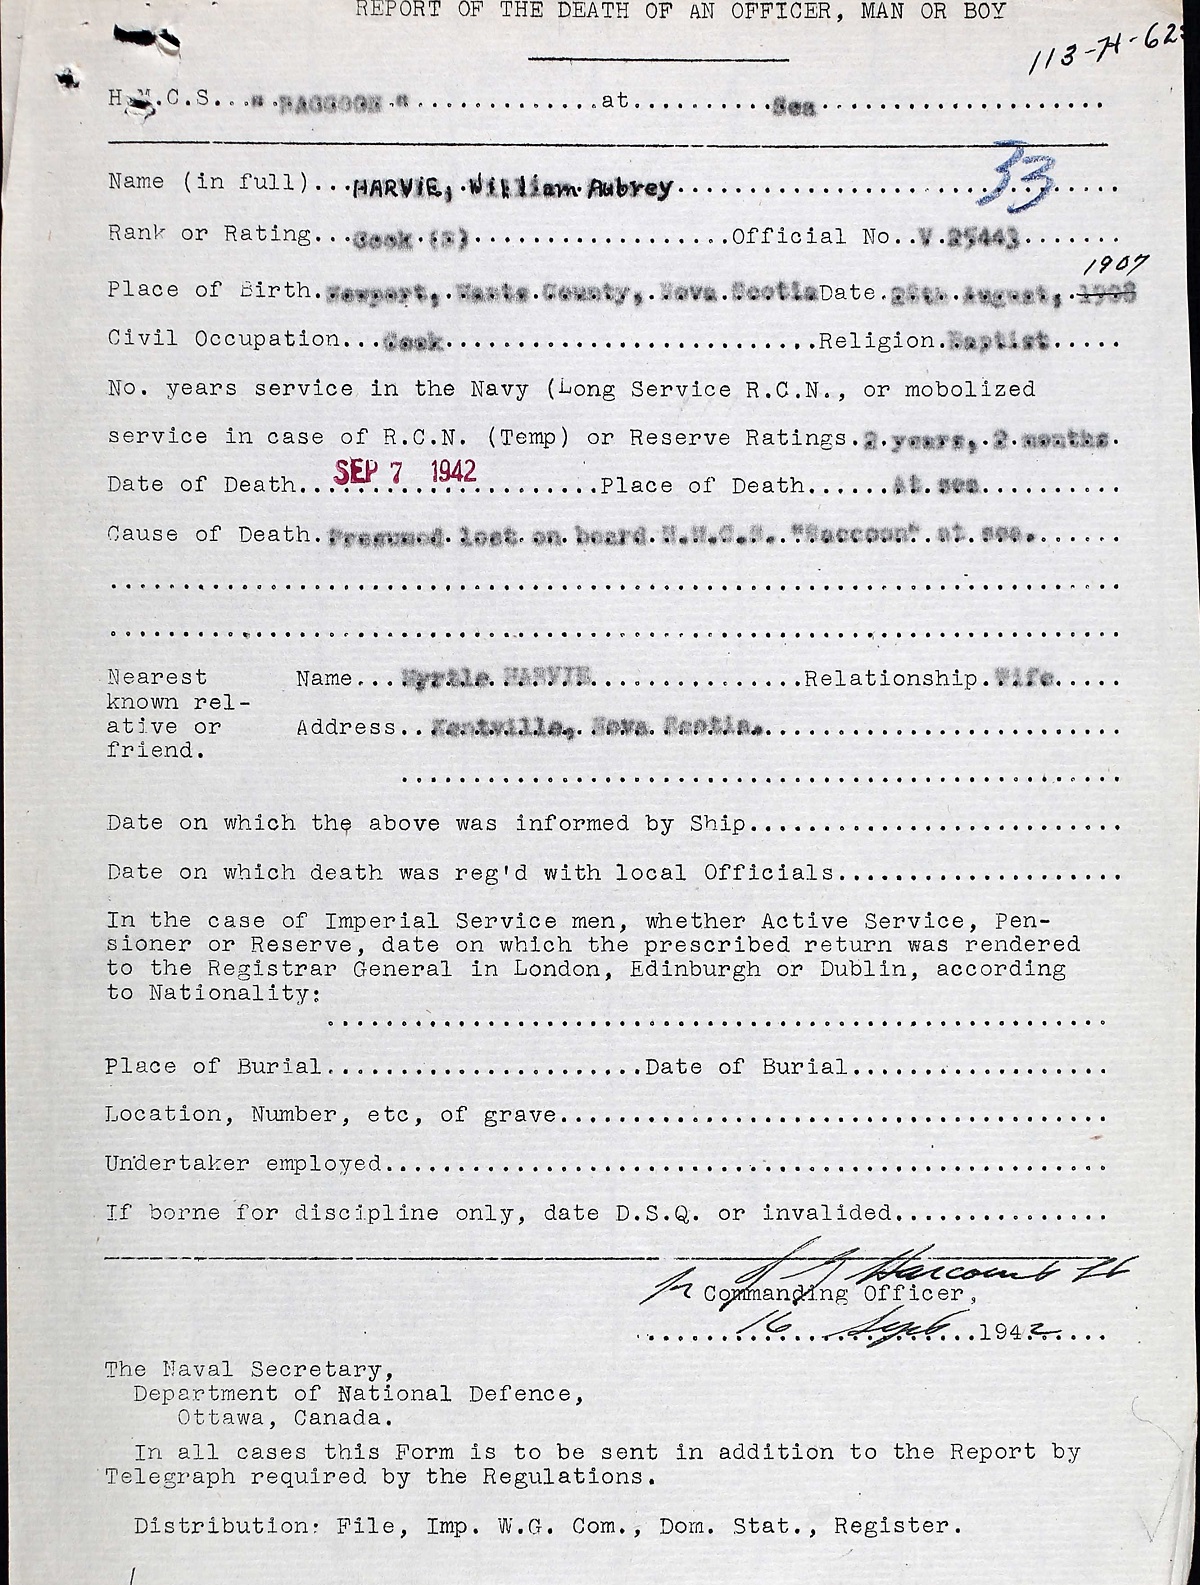 REPORT OF THE DEATH OF AN OFFICER, MAN OR BOY
113-H-623
H.M.C.S..." RACCOON "..............at..........Sea....................
33
Name (in full)...HARVIE, William Aubrey..............................
Rank or Rating...Cook (S)..................Official No..V 25443.......
1907
Place of Birth.Newport, Hants County, Nova Scotia Date. August, 1908
Civil Occupation...Cook..........................Religion.Baptist.....
No. years service in the Navy (Long Service R.C.N., or mobolized
service in case of R.C.N. (Temp) or Reserve Ratings.2 years, 2 months.
Date of Death...SEP 7 1942...Place of Death......At sea..........
Cause of Death.Presumed lost on board H.M.C.S. "Raccoon" at sea.......
Nearest known rel-ative or friend.
Name...Myrtle HARVIE...............Relationship.Wife.....
Address..Kentville, Nova Scotia.........................
Date on which the above was informed by Ship..........................
Date on which death was reg'd with local Officials....................
In the case of Imperial Service men, whether Active Service, Pen-
sioner or Reserve, date on which the prescribed return was rendered
to the Registrar General in London, Edinburgh or Dublin, according
to Nationality:
Place of Burial......................Date of Burial..................
Location, Number, etc, of grave......................................
Undertaker employed..................................................
If borne for discipline only, date D.S.Q. or invalided...............
Harcourt Lt
Commanding Officer,
16 Sept 1942
The Naval Secretary,
Department of National Defence,
Ottawa, Canada.
In all cases this Form is to be sent in addition to the Report by
Telegraph required by the Regulations.
Distribution: File, Imp. W.G. Com., Dom. Stat., Register.